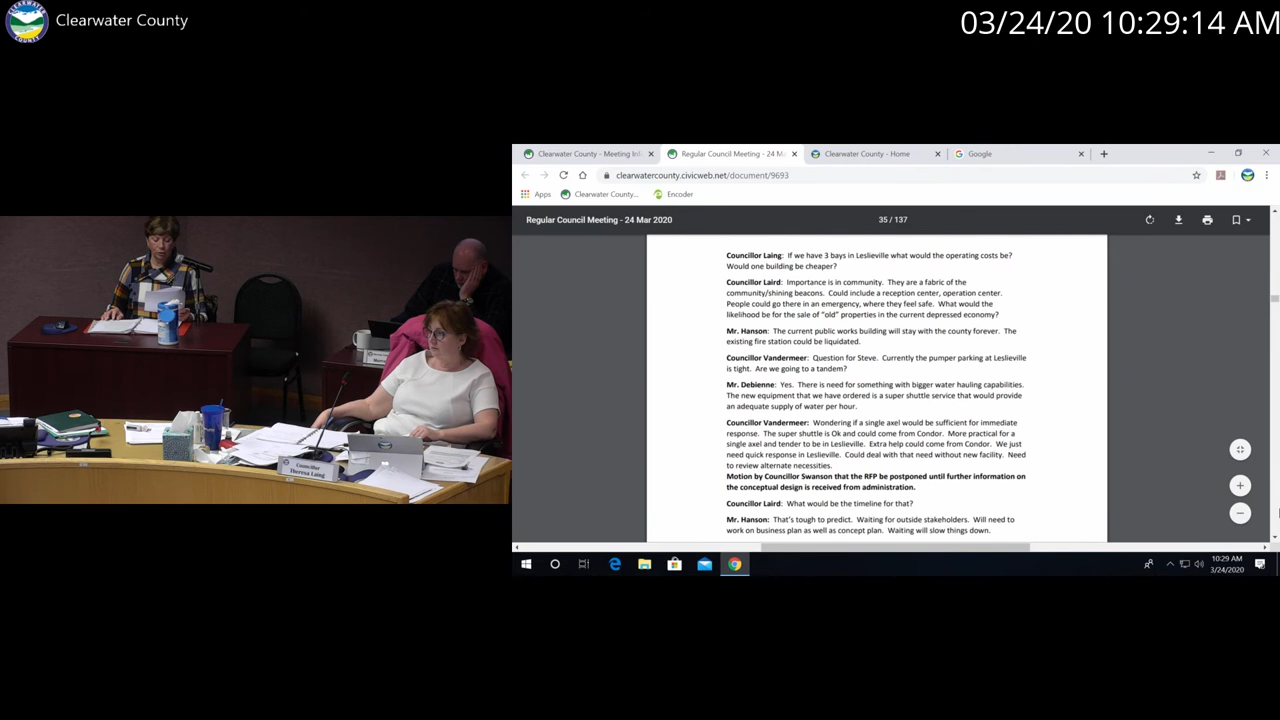 Clearwater County
03/24/20 10:29:14 AM
Clearwater County - Meeting Inf
Regular Council Meeting - 24 Ma
Clearwater County - Home
Google
clearwatercounty.civicweb.net/document/9693
Apps
Clearwater County...
Encoder
Regular Council Meeting - 24 Mar 2020
35 / 137
Councillor Laing: If we have 3 bays in Leslieville what would the operating costs be?
Would one building be cheaper?
Councillor Laird: Importance is in community. They are a fabric of the
community/shining beacons. Could include a reception center, operation center.
People could go there in an emergency, where they feel safe. What would the
likelihood be for the sale of "old" properties in the current depressed economy?
Mr. Hanson: The current public works building will stay with the county forever. The
existing fire station could be liquidated.
Councillor Vandermeer: Question for Steve. Currently the pumper parking at Leslieville
is tight. Are we going to a tandem?
Mr. Debienne: Yes. There is need for something with bigger water hauling capabilities.
The new equipment that we have ordered is a super shuttle service that would provide
an adequate supply of water per hour.
Councillor Vandermeer: Wondering if a single axel would be sufficient for immediate
response. The super shuttle is Ok and could come from Condor. More practical for a
single axel and tender to be in Leslieville. Extra help could come from Condor. We just
need quick response in Leslieville. Could deal with that need without new facility. Need
to review alternate necessities.
Motion by Councillor Swanson that the RFP be postponed until further information on
the conceptual design is received from administration.
Councillor Laird: What would be the timeline for that?
Mr. Hanson: That's tough to predict. Waiting for outside stakeholders. Will need to
work on business plan as well as concept plan. Waiting will slow things down.
Councillor
Theresa Laing
10:29 AM
3/24/2020